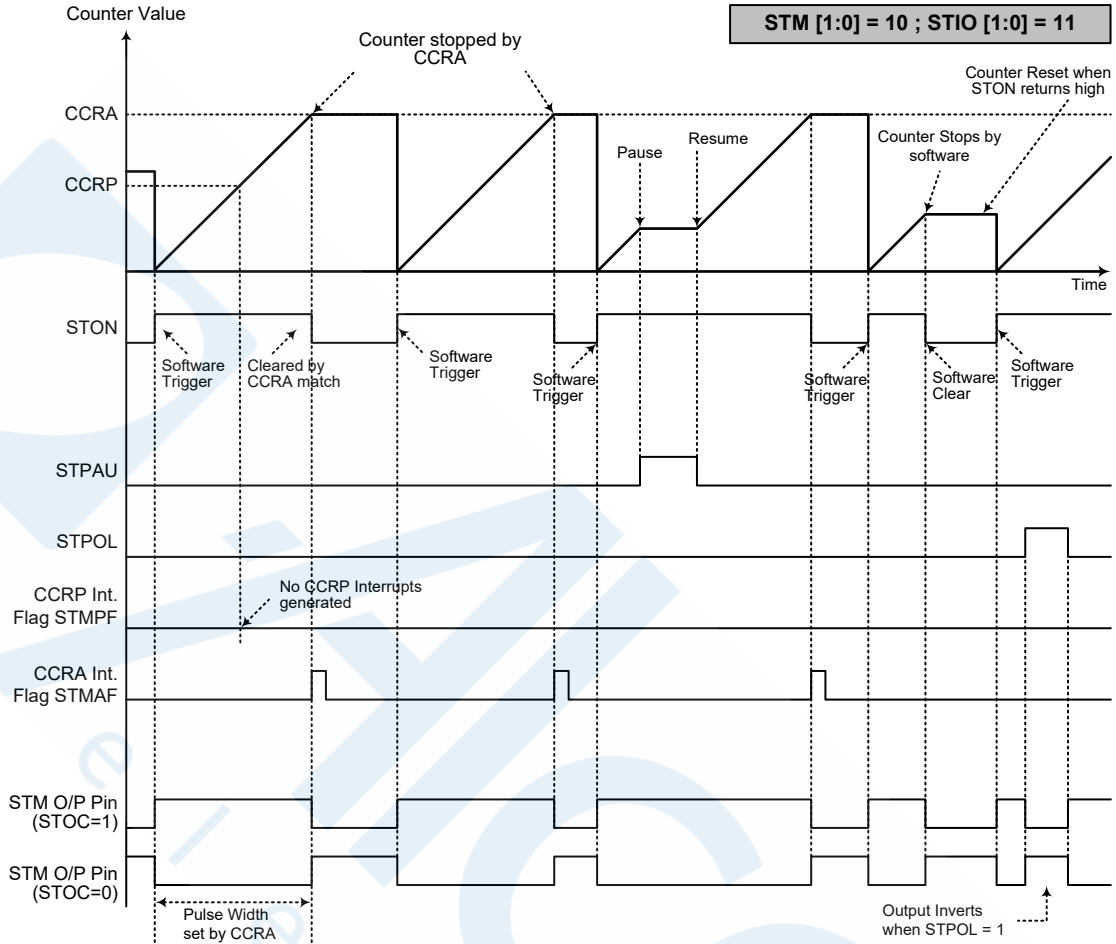 Counter Value
STM [1:0] = 10 ; STIO [1:0] = 11
Counter stopped by
CCRA
Counter Reset when
STON returns high
CCRA
Counter Stops by
software
Pause
Resume
CCRP
Time
STON
Software
Trigger
Cleared by
CCRA match
Software
Trigger
Software
Trigger
Software
Trigger
Software
Clear
Software
Trigger
STPAU
STPOL
CCRP Int.
Flag STMPF
No CCRP Interrupts
generated
CCRA Int.
Flag STMAF
STM O/P Pin
(STOC=1)
STM O/P Pin
(STOC=0)
Pulse Width
set by CCRA
Output Inverts
when STPOL = 1